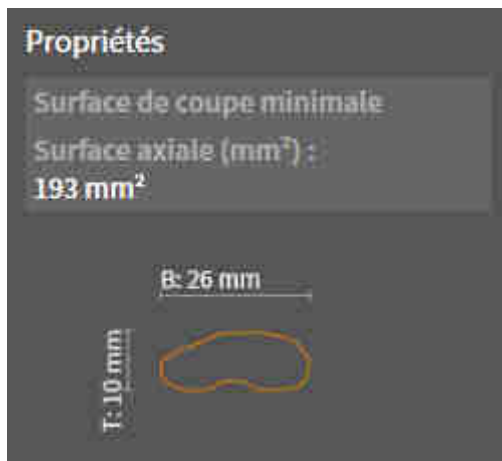 Propriétés
Surface de coupe minimale
Surface axiale (mm²) :
193 mm²
B: 26 mm
T: 10 mm